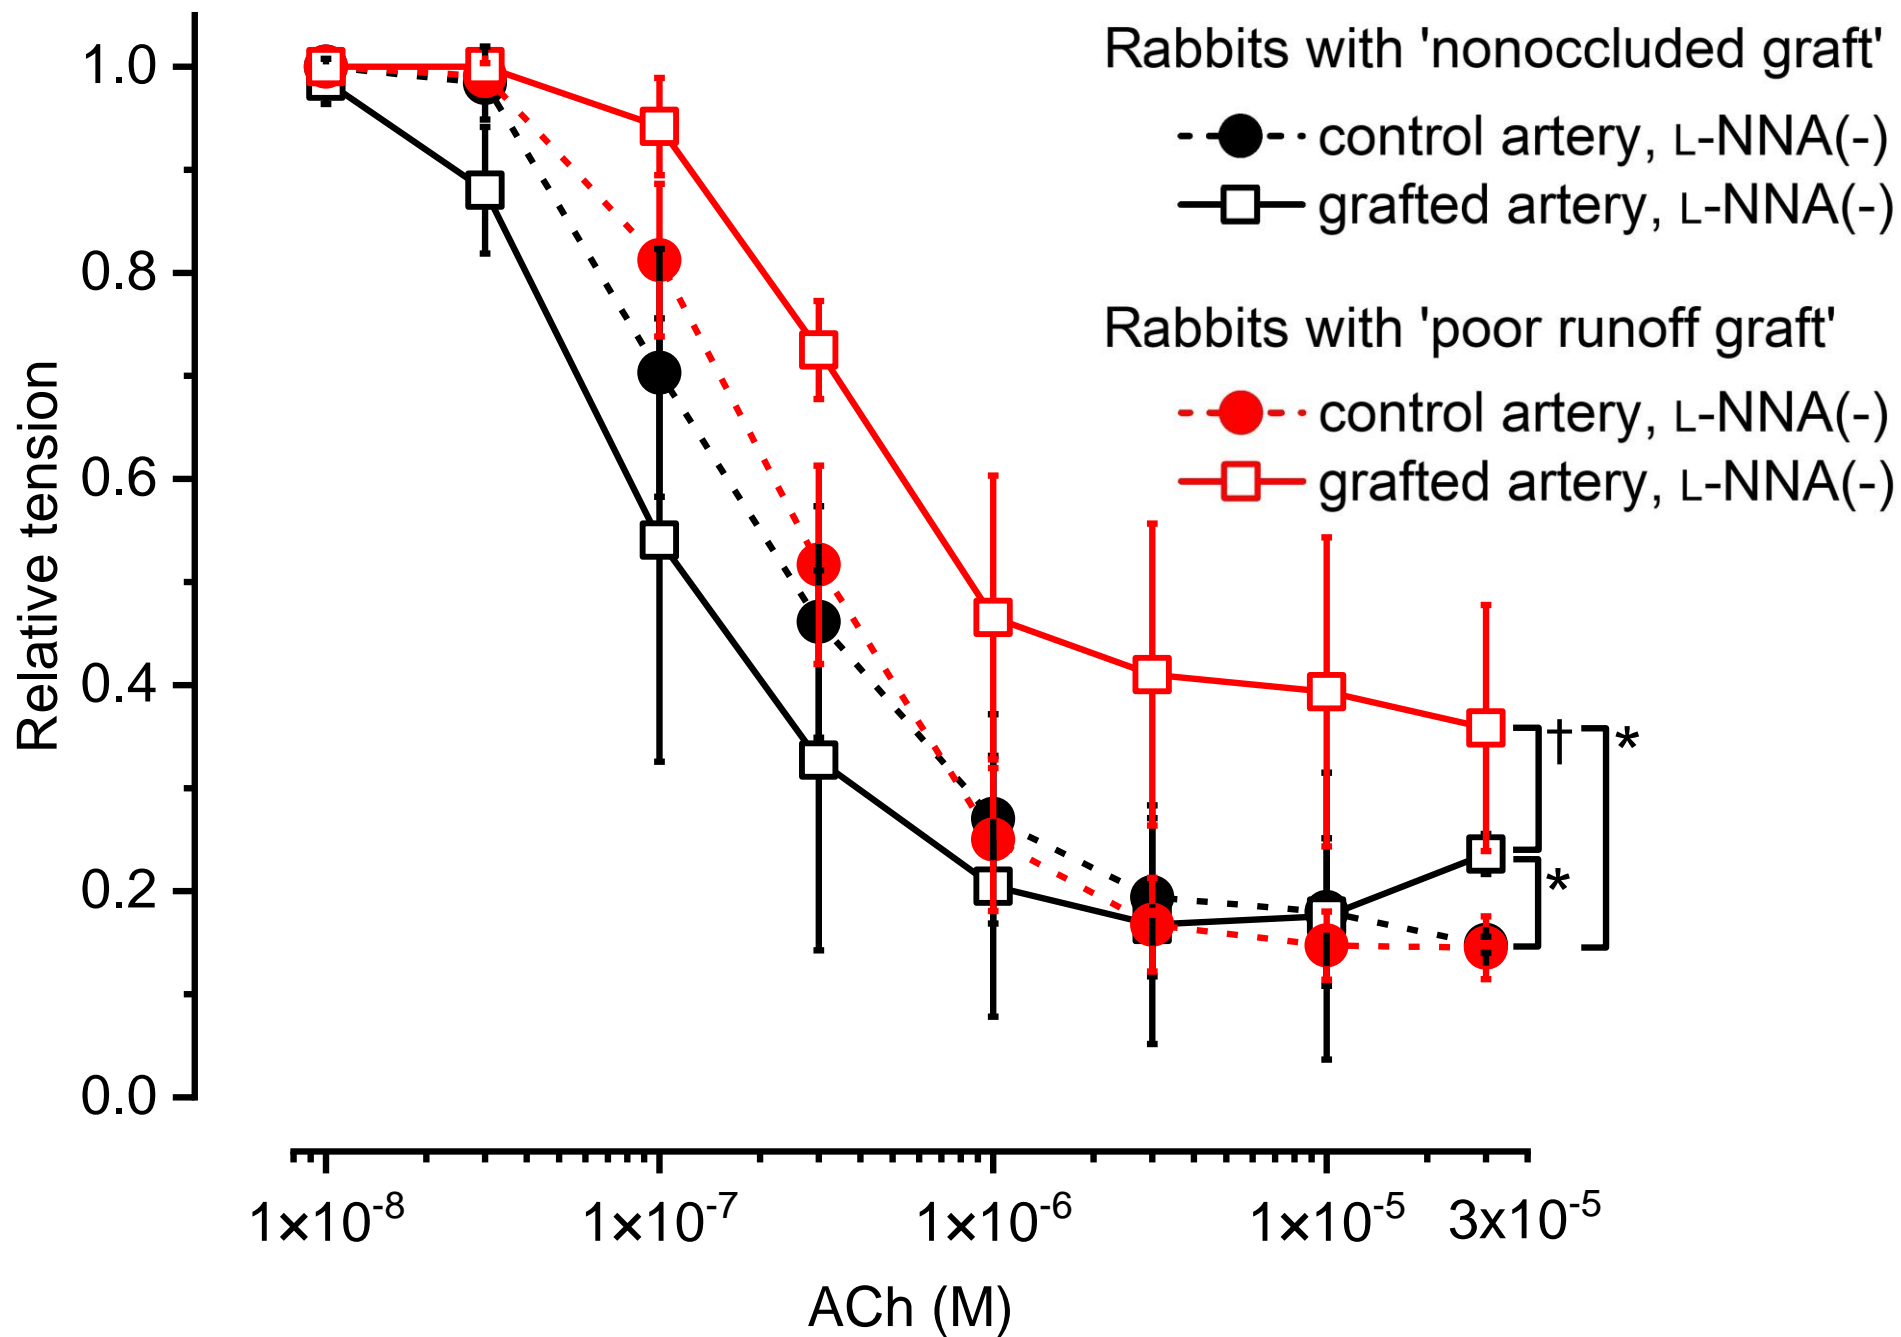 Rabbits with 'nonoccluded graft'
control artery, L-NNA(-)
grafted artery, L-NNA(-)
Rabbits with 'poor runoff graft'
control artery, L-NNA(-)
grafted artery, L-NNA(-)
Relative tension
1.0
0.8
0.6
0.4
0.2
0.0
† *
*
1×10⁻⁸ 1×10⁻⁷ 1×10⁻⁶ 1×10⁻⁵ 3x10⁻⁵
ACh (M)